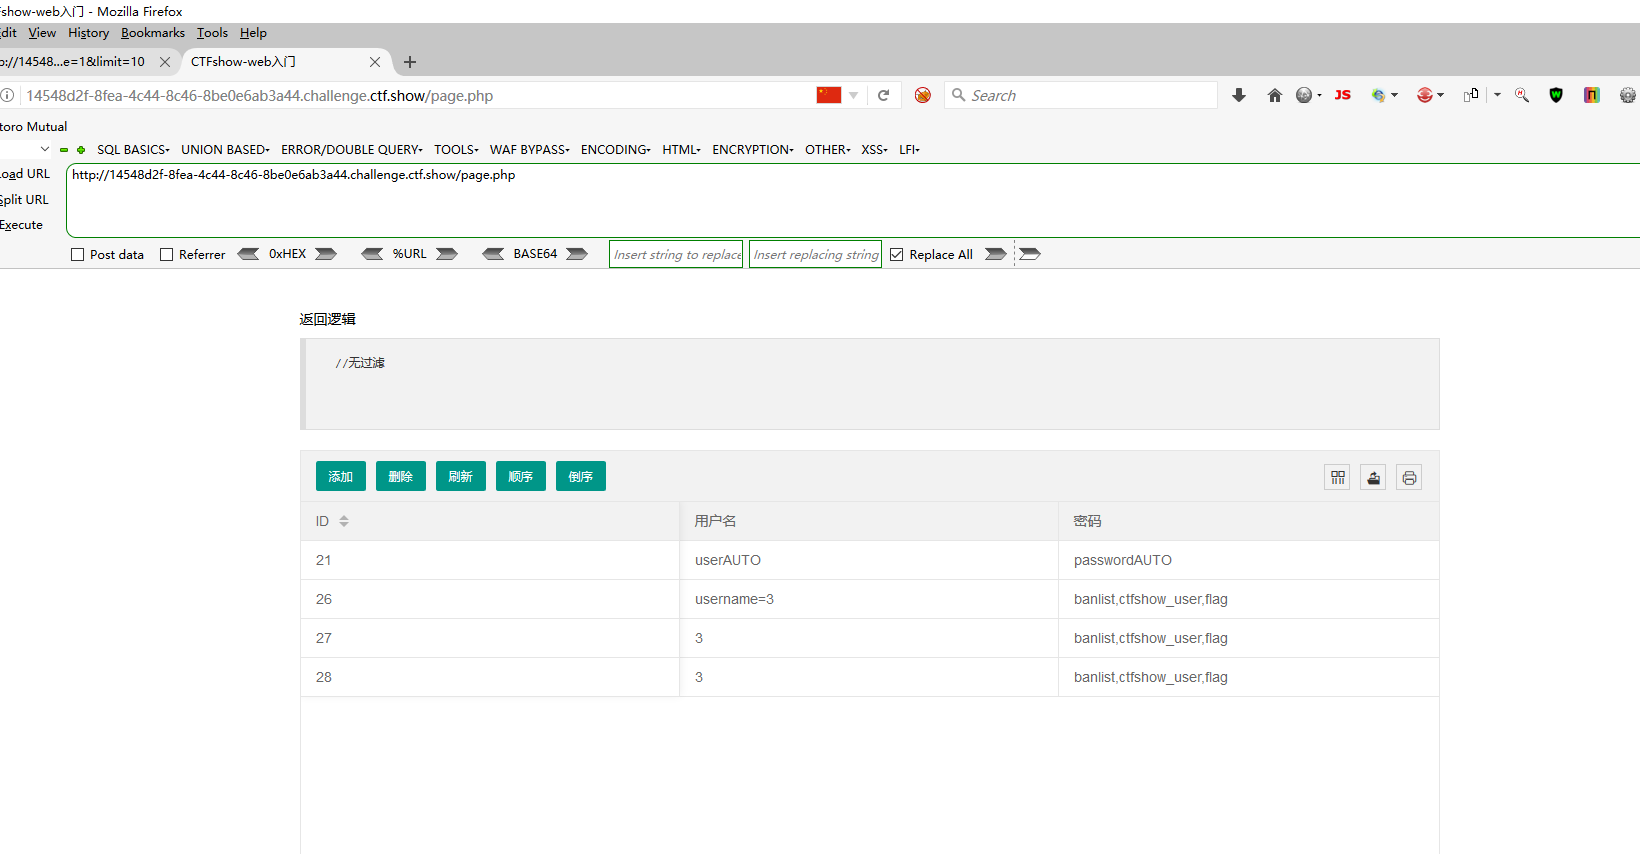 Fshow-web入门 - Mozilla Firefox
dit View History Bookmarks Tools Help
p://14548...e=1&limit=10 CTFshow-web入门
14548d2f-8fea-4c44-8c46-8be0e6ab3a44.challenge.ctf.show/page.php Search JS
toro Mutual
SQL BASICS UNION BASED ERROR/DOUBLE QUERY TOOLS WAF BYPASS ENCODING HTML ENCRYPTION OTHER XSS LFI
oad URL http://14548d2f-8fea-4c44-8c46-8be0e6ab3a44.challenge.ctf.show/page.php
Split URL
Execute
Post data Referrer 0xHEX %URL BASE64 Insert string to replace Insert replacing string Replace All
返回逻辑
//无过滤
添加 删除 刷新 顺序 倒序
ID 用户名 密码
21 userAUTO passwordAUTO
26 username=3 banlist,ctfshow_user,flag
27 3 banlist,ctfshow_user,flag
28 3 banlist,ctfshow_user,flag